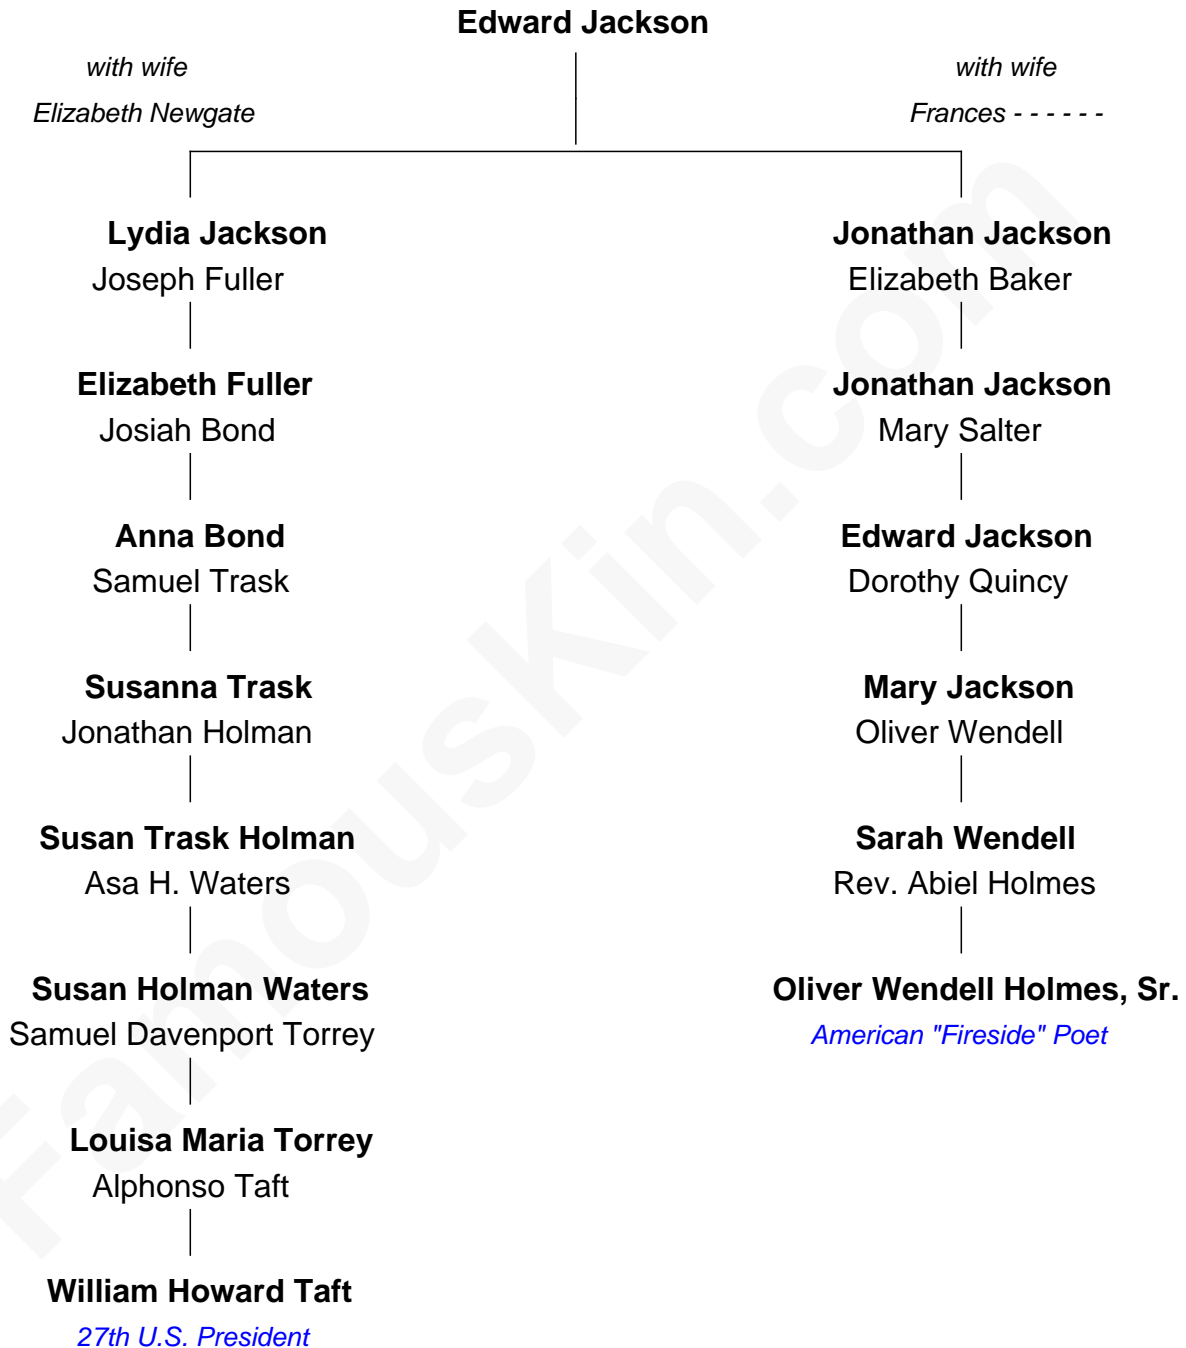 Edward Jackson
with wife
Elizabeth Newgate
with wife
Frances - - - - - -
Lydia Jackson
Joseph Fuller
Jonathan Jackson
Elizabeth Baker
Elizabeth Fuller
Josiah Bond
Jonathan Jackson
Mary Salter
Anna Bond
Samuel Trask
Edward Jackson
Dorothy Quincy
Susanna Trask
Jonathan Holman
Mary Jackson
Oliver Wendell
Susan Trask Holman
Asa H. Waters
Sarah Wendell
Rev. Abiel Holmes
Susan Holman Waters
Samuel Davenport Torrey
Oliver Wendell Holmes, Sr.
American "Fireside" Poet
Louisa Maria Torrey
Alphonso Taft
William Howard Taft
27th U.S. President
FamousKin.com